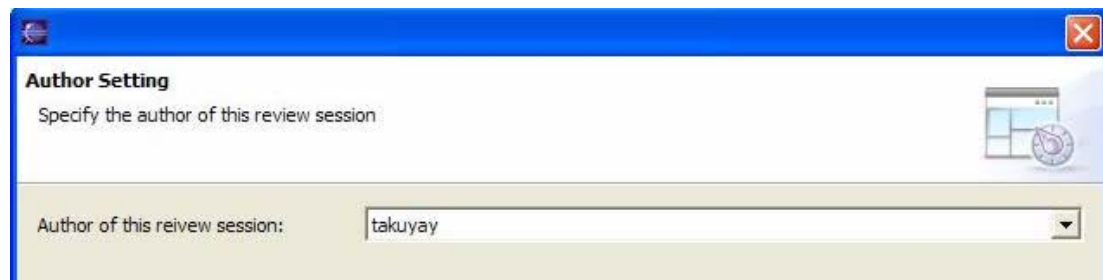 Author Setting
Specify the author of this review session
Author of this reivew session: takuyay